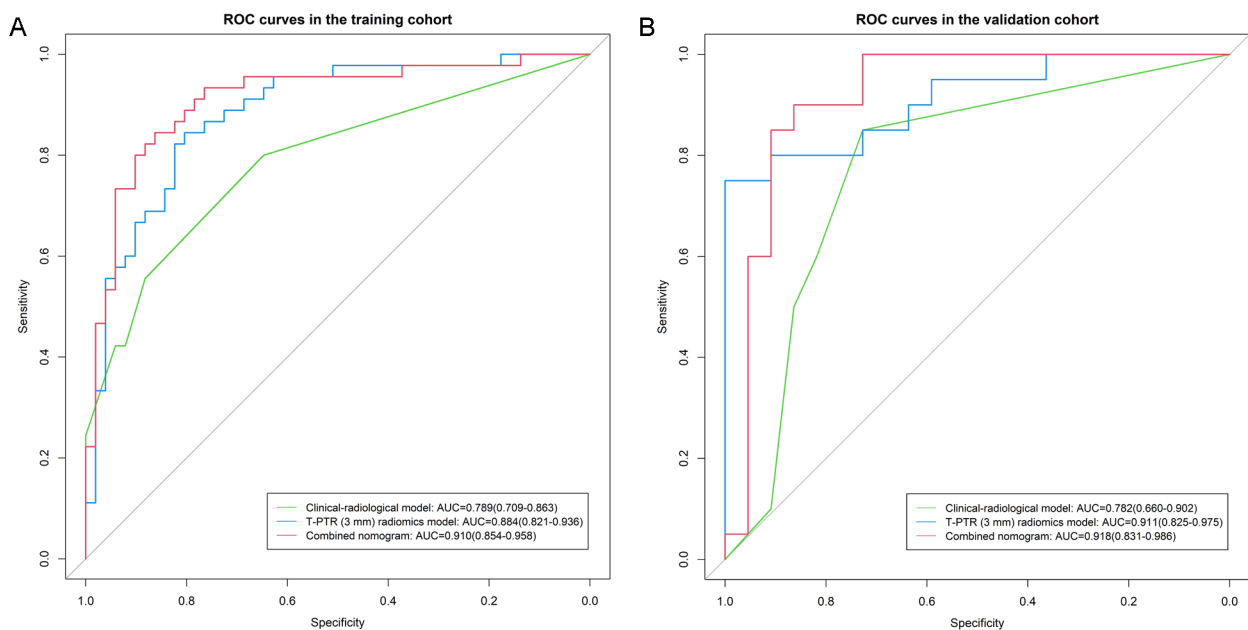 A
ROC curves in the training cohort
Sensitivity
1.0
0.8
0.6
0.4
0.2
0.0
Clinical-radiological model: AUC=0.789(0.709-0.863)
T-PTR (3 mm) radiomics model: AUC=0.884(0.821-0.936)
Combined nomogram: AUC=0.910(0.854-0.958)
1.0 0.8 0.6 0.4 0.2 0.0
Specificity
B
ROC curves in the validation cohort
Sensitivity
1.0
0.8
0.6
0.4
0.2
0.0
Clinical-radiological model: AUC=0.782(0.660-0.902)
T-PTR (3 mm) radiomics model: AUC=0.911(0.825-0.975)
Combined nomogram: AUC=0.918(0.831-0.986)
1.0 0.8 0.6 0.4 0.2 0.0
Specificity